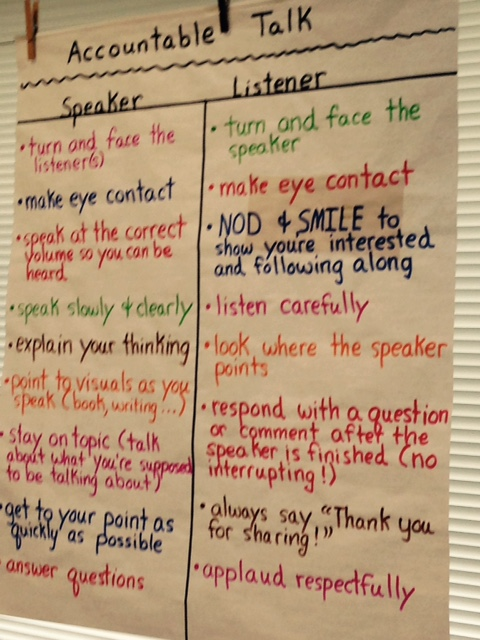 Accountable Talk
Speaker
• turn and face the
listener(s)
• make eye contact
• speak at the correct
volume so you can be
heard.
• speak slowly & clearly
• explain your thinking
• point to visuals as you
speak (book, writing...)
• stay on topic (talk
about what you're supposed
to be talking about)
• get to your point as
quickly as possible
• answer questions
Listener
• turn and face the
speaker
• make eye contact
• NOD & SMILE to
show youre interested
and following along
• listen carefully
• look where the speaker
points
• respond with a question
or comment after the
speaker is finished (no
interrupting!)
• always say "Thank you
for sharing!"
• applaud respectfully